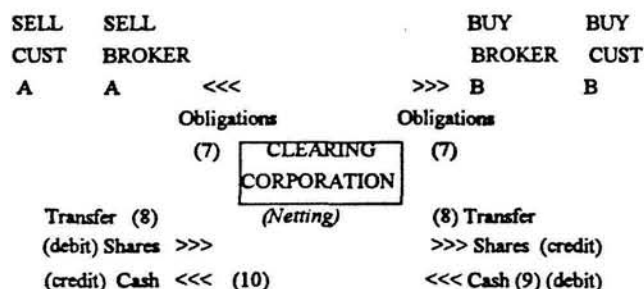 SELL SELL BUY BUY
CUST BROKER BROKER CUST
A A <<< >>> B B
Obligations Obligations
(7) CLEARING (7)
CORPORATION
Transfer (8) (Netting) (8) Transfer
(debit) Shares >>> >>> Shares (credit)
(credit) Cash <<< (10) <<< Cash (9) (debit)